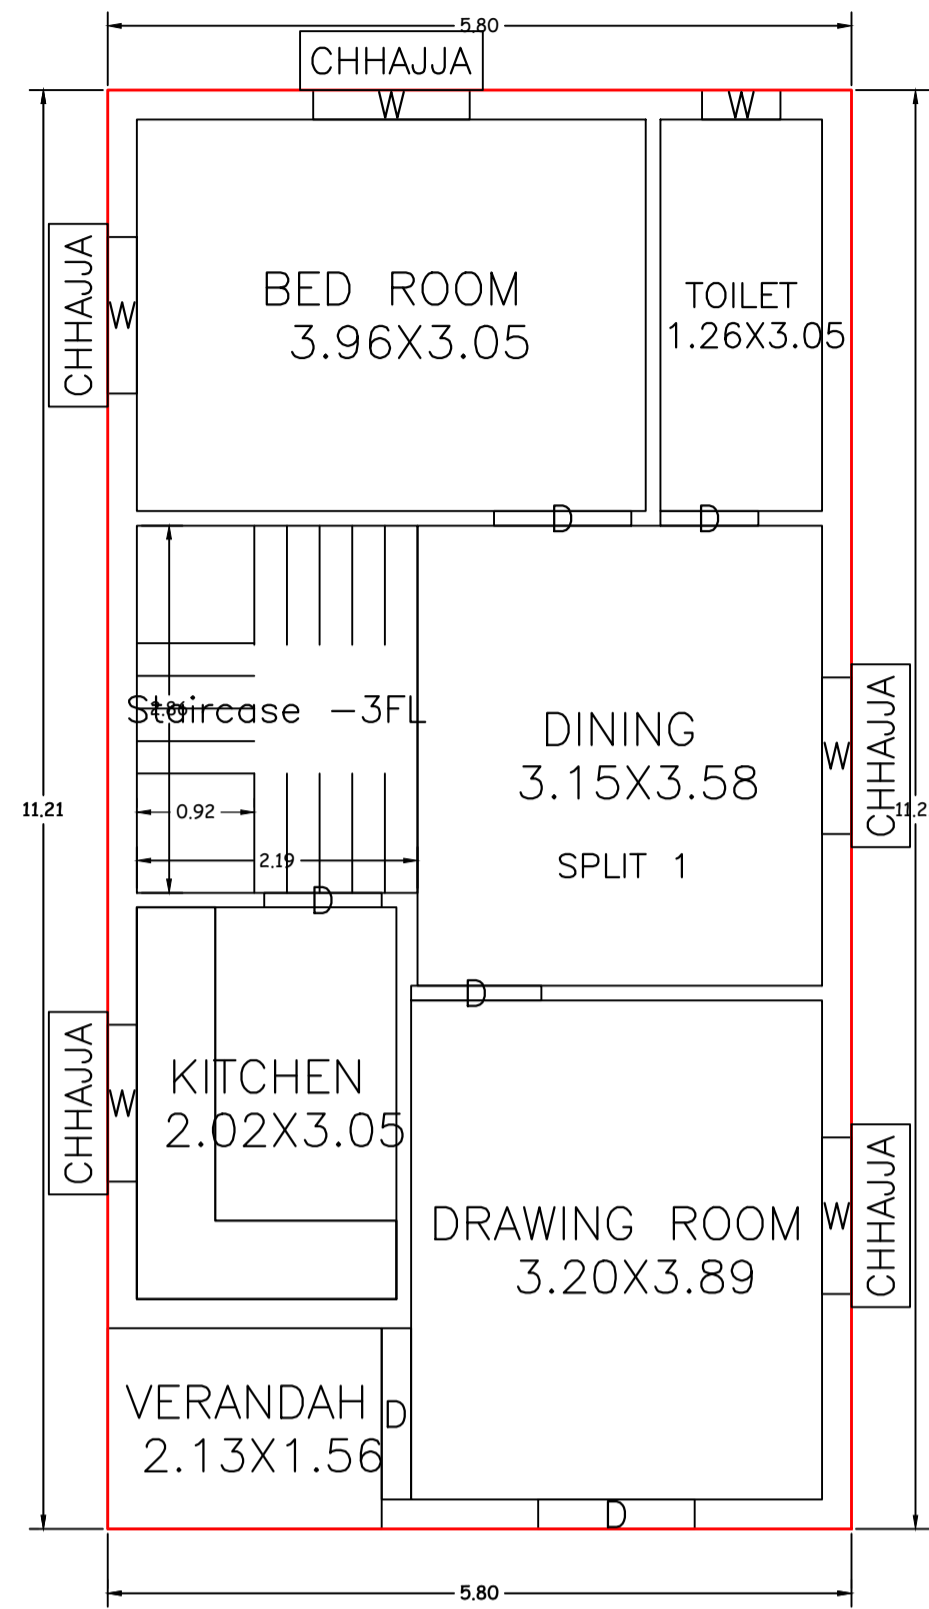 5.80
CHHAJJA
W
W
CHHAJJA
W
BED ROOM
3.96X3.05
TOILET
1.26X3.05
D
D
Staircase -3FL
2.86
DINING
3.15X3.58
SPLIT 1
W
CHHAJJA
11.21
11.2
0.92
2.19
D
D
CHHAJJA
W
KITCHEN
2.02X3.05
DRAWING ROOM
3.20X3.89
W
CHHAJJA
VERANDAH
2.13X1.56
D
D
5.80